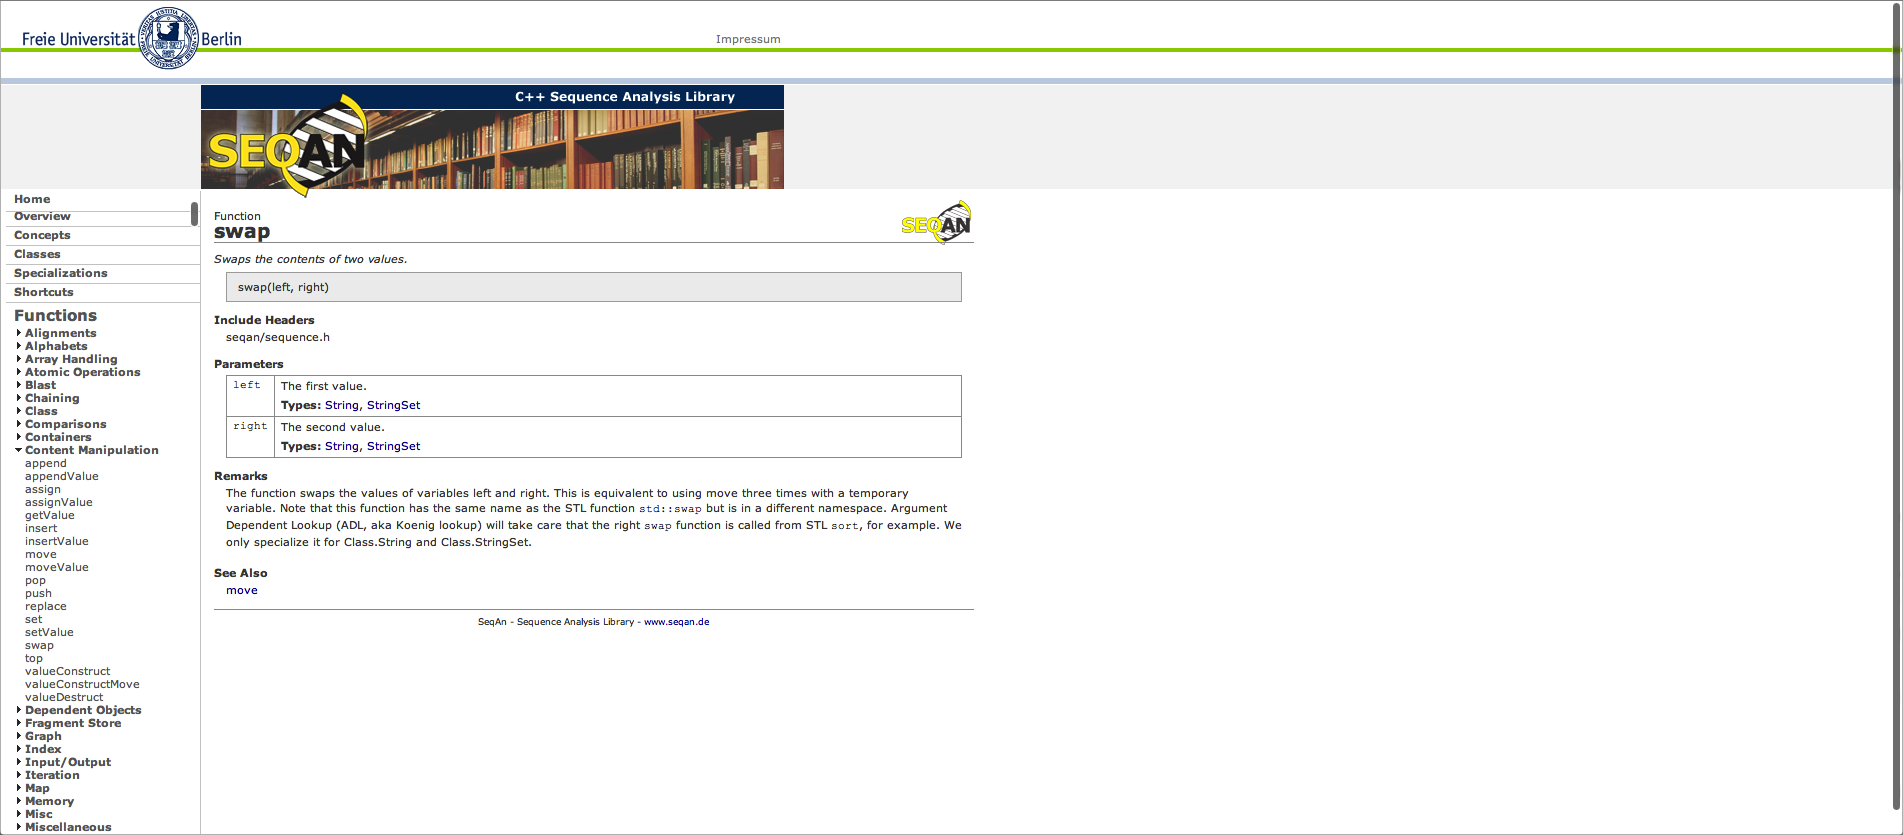 Freie Universität Berlin
Impressum
C++ Sequence Analysis Library
SEQAN
Home
Overview
Concepts
Classes
Specializations
Shortcuts
Functions
Alignments
Alphabets
Array Handling
Atomic Operations
Blast
Chaining
Class
Comparisons
Containers
Content Manipulation
append
appendValue
assign
assignValue
getValue
insert
insertValue
move
moveValue
pop
push
replace
set
setValue
swap
top
valueConstruct
valueConstructMove
valueDestruct
Dependent Objects
Fragment Store
Graph
Index
Input/Output
Iteration
Map
Memory
Misc
Miscellaneous
Function
swap
SEQAN
Swaps the contents of two values.
swap(left, right)
Include Headers
seqan/sequence.h
Parameters
left The first value.
Types: String, StringSet
right The second value.
Types: String, StringSet
Remarks
The function swaps the values of variables left and right. This is equivalent to using move three times with a temporary
variable. Note that this function has the same name as the STL function std::swap but is in a different namespace. Argument
Dependent Lookup (ADL, aka Koenig lookup) will take care that the right swap function is called from STL sort, for example. We
only specialize it for Class.String and Class.StringSet.
See Also
move
SeqAn - Sequence Analysis Library - www.seqan.de